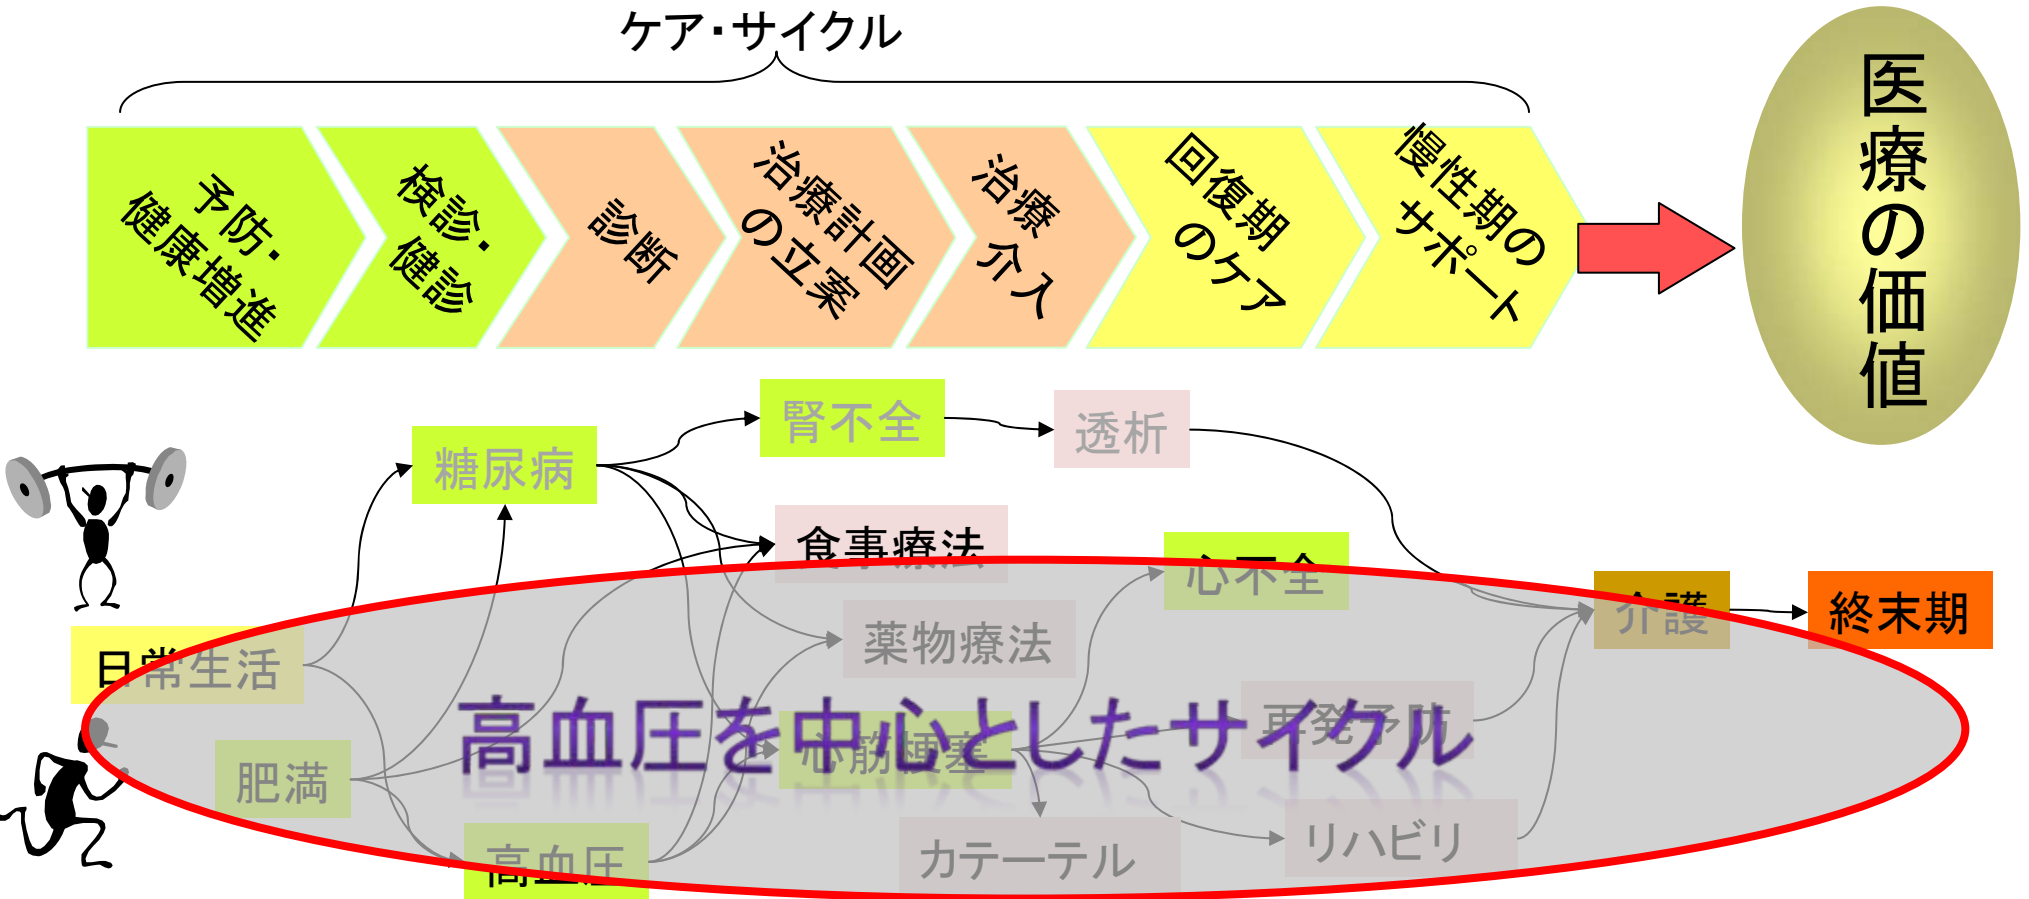 ケア・サイクル
予防・
健康増進
検診・
健診
診断
治療計画
の立案
治療
介入
回復期
のケア
慢性期の
サポート
医療の価値
腎不全
透析
糖尿病
食事療法
心不全
薬物療法
介護
終末期
日常生活
再発予防
高血圧を中心としたサイクル
心筋梗塞
肥満
高血圧
カテーテル
リハビリ